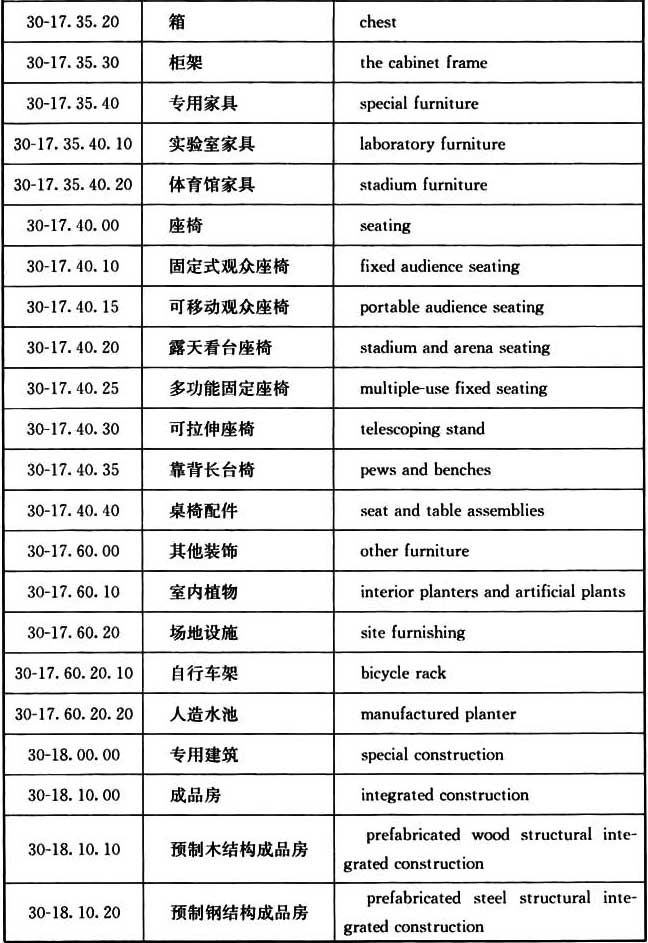 30-17. 35. 20 箱 chest
30-17. 35. 30 柜架 the cabinet frame
30-17. 35. 40 专用家具 special furniture
30-17. 35. 40. 10 实验室家具 laboratory furniture
30-17. 35. 40. 20 体育馆家具 stadium furniture
30-17. 40. 00 座椅 seating
30-17. 40. 10 固定式观众座椅 fixed audience seating
30-17. 40. 15 可移动观众座椅 portable audience seating
30-17. 40. 20 露天看台座椅 stadium and arena seating
30-17. 40. 25 多功能固定座椅 multiple-use fixed seating
30-17. 40. 30 可拉伸座椅 telescoping stand
30-17. 40. 35 靠背长台椅 pews and benches
30-17. 40. 40 桌椅配件 seat and table assemblies
30-17. 60. 00 其他装饰 other furniture
30-17. 60. 10 室内植物 interior planters and artificial plants
30-17. 60. 20 场地设施 site furnishing
30-17. 60. 20. 10 自行车架 bicycle rack
30-17. 60. 20. 20 人造水池 manufactured planter
30-18. 00. 00 专用建筑 special construction
30-18. 10. 00 成品房 integrated construction
30-18. 10. 10 预制木结构成品房 prefabricated wood structural inte-
grated construction
30-18. 10. 20 预制钢结构成品房 prefabricated steel structural inte-
grated construction